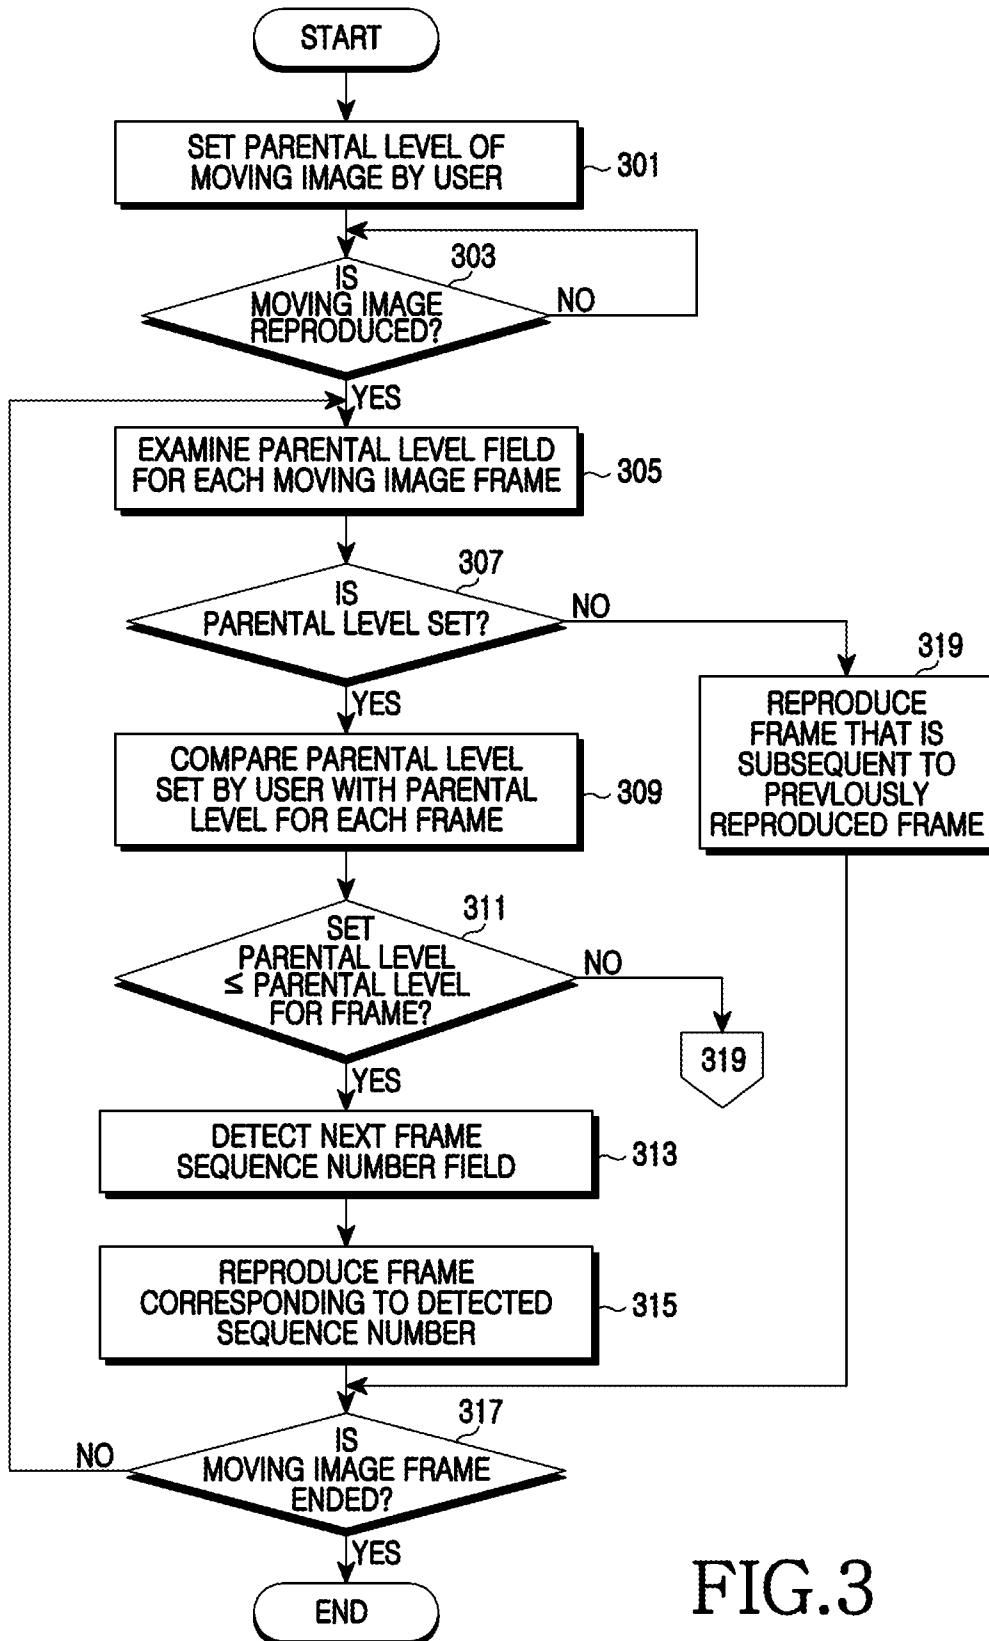 START
SET PARENTAL LEVEL OF
MOVING IMAGE BY USER
301
303
IS
MOVING IMAGE
REPRODUCED?
NO
YES
EXAMINE PARENTAL LEVEL FIELD
FOR EACH MOVING IMAGE FRAME
305
307
IS
PARENTAL LEVEL SET?
NO
YES
319
REPRODUCE
FRAME THAT IS
SUBSEQUENT TO
PREVLOUSLY
REPRODUCED FRAME
COMPARE PARENTAL LEVEL
SET BY USER WITH PARENTAL
LEVEL FOR EACH FRAME
309
311
SET
PARENTAL LEVEL
≤ PARENTAL LEVEL
FOR FRAME?
NO
319
YES
DETECT NEXT FRAME
SEQUENCE NUMBER FIELD
313
REPRODUCE FRAME
CORRESPONDING TO DETECTED
SEQUENCE NUMBER
315
317
IS
MOVING IMAGE FRAME
ENDED?
NO
YES
END
FIG.3